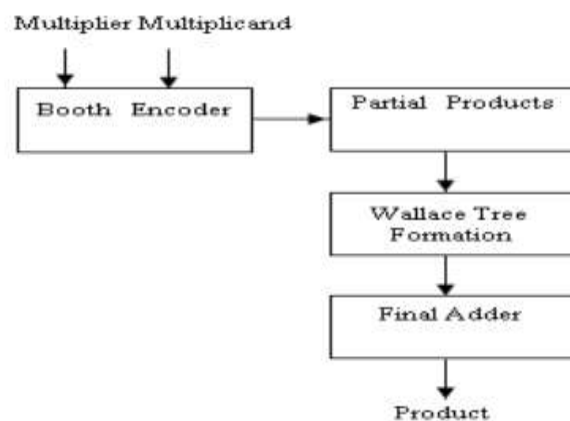 Multiplier Multiplicand
Booth Encoder
Partial Products
Wallace Tree
Formation
Final Adder
Product